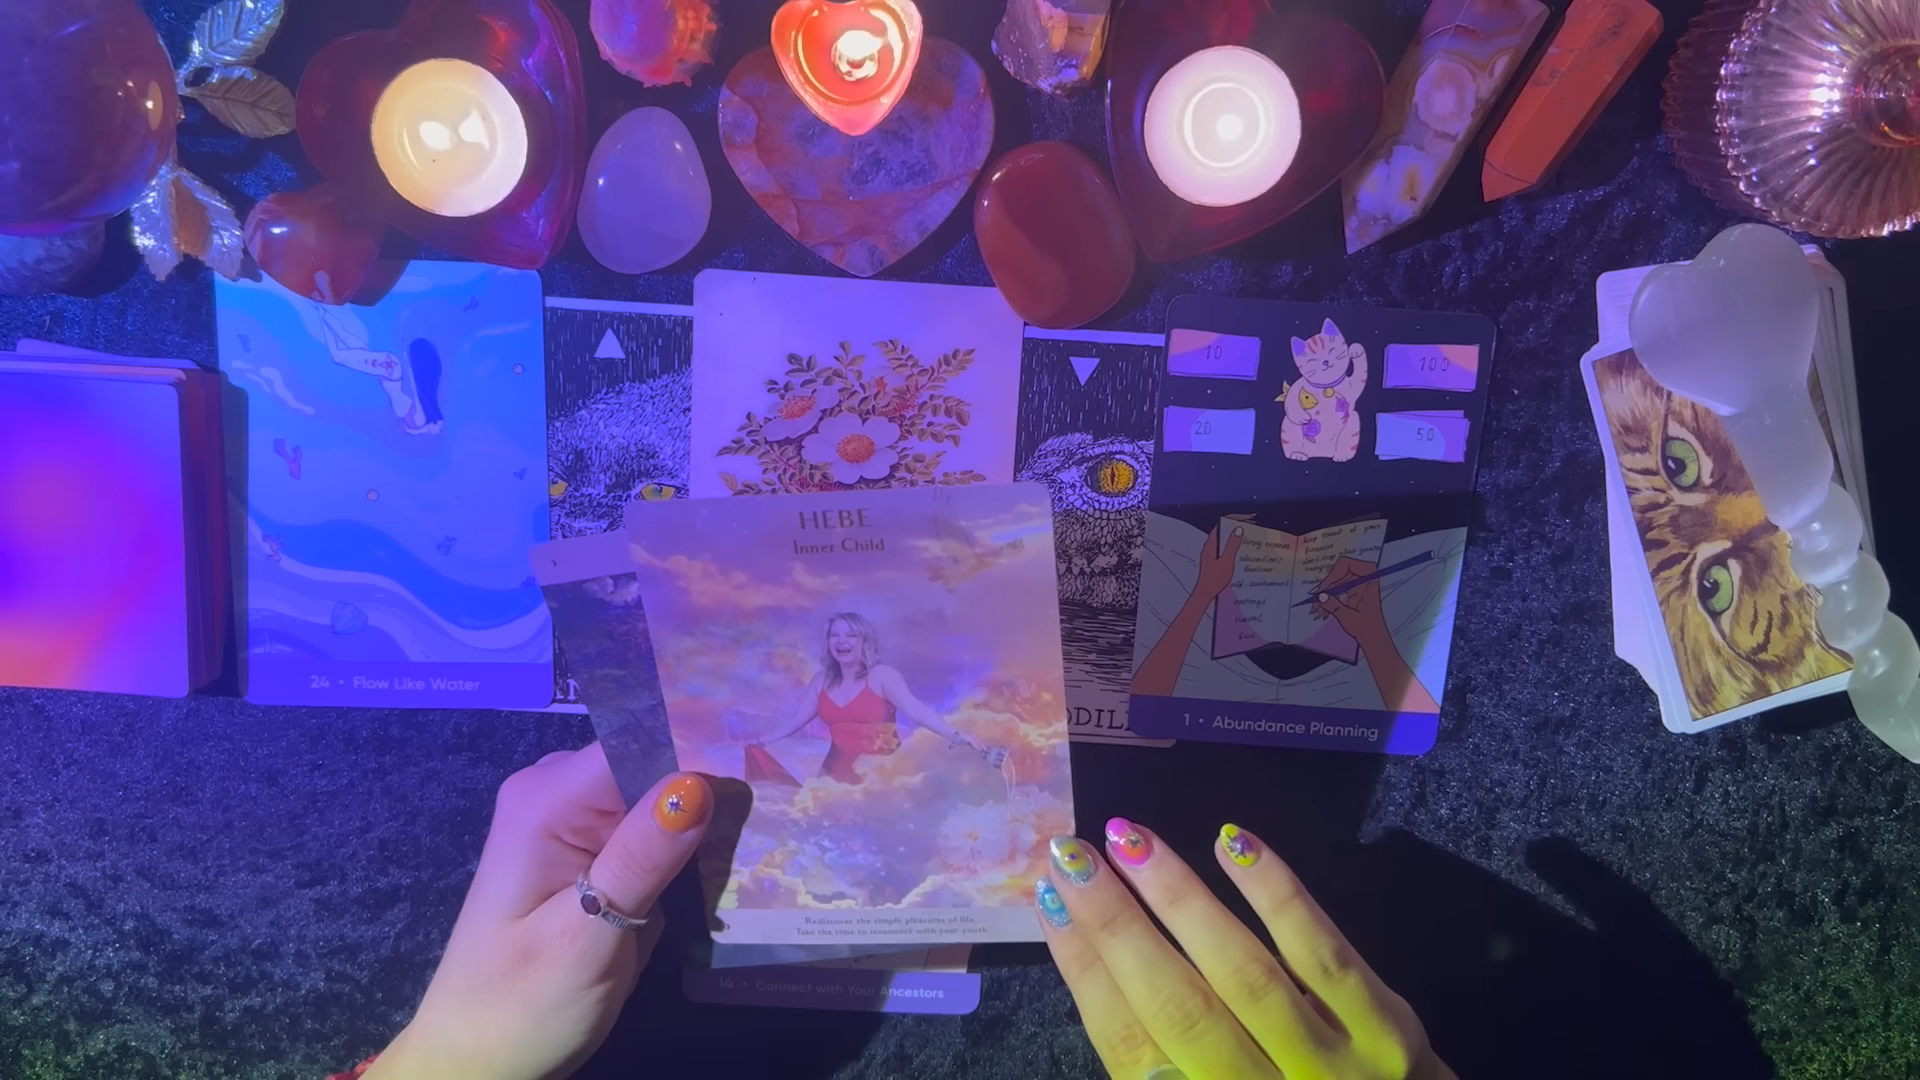 10
100
20
50
HEBE
Inner Child
24 • Flow Like Water
1 • Abundance Planning
Rediscover the simple pleasures of life.
Take the time to reconnect with your youth.
14 • Connect with Your Ancestors